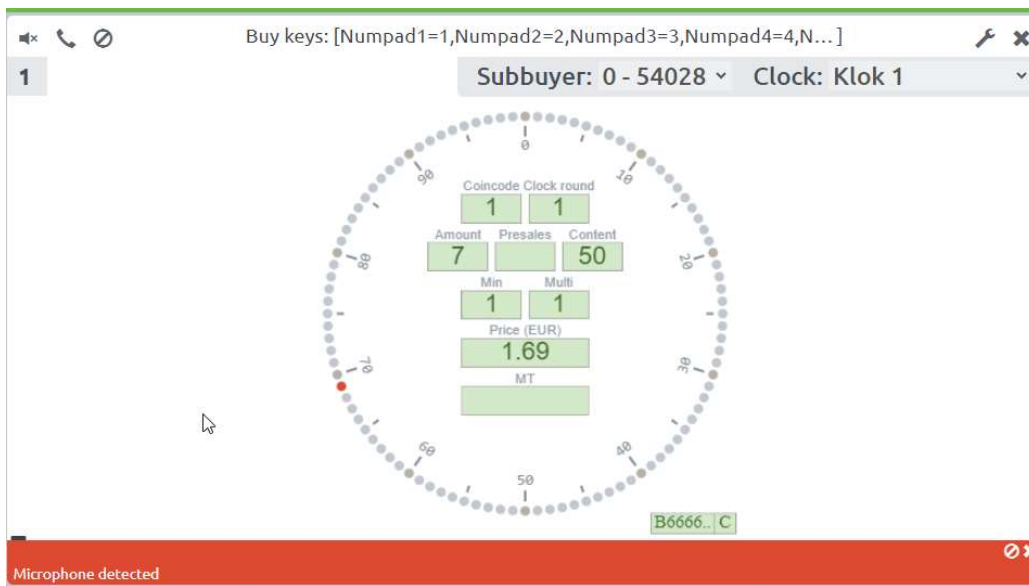 Buy keys: [Numpad1=1,Numpad2=2,Numpad3=3,Numpad4=4,N...]
1
Subbuyer: 0 - 54028 Clock: Klok 1
0
90 10
Coincode Clock round
1 1
Amount Presales Content
7 50
80 20
Min Multi
1 1
Price (EUR)
1.69
70 30
MT
60 40
50
B6666.. C
Microphone detected